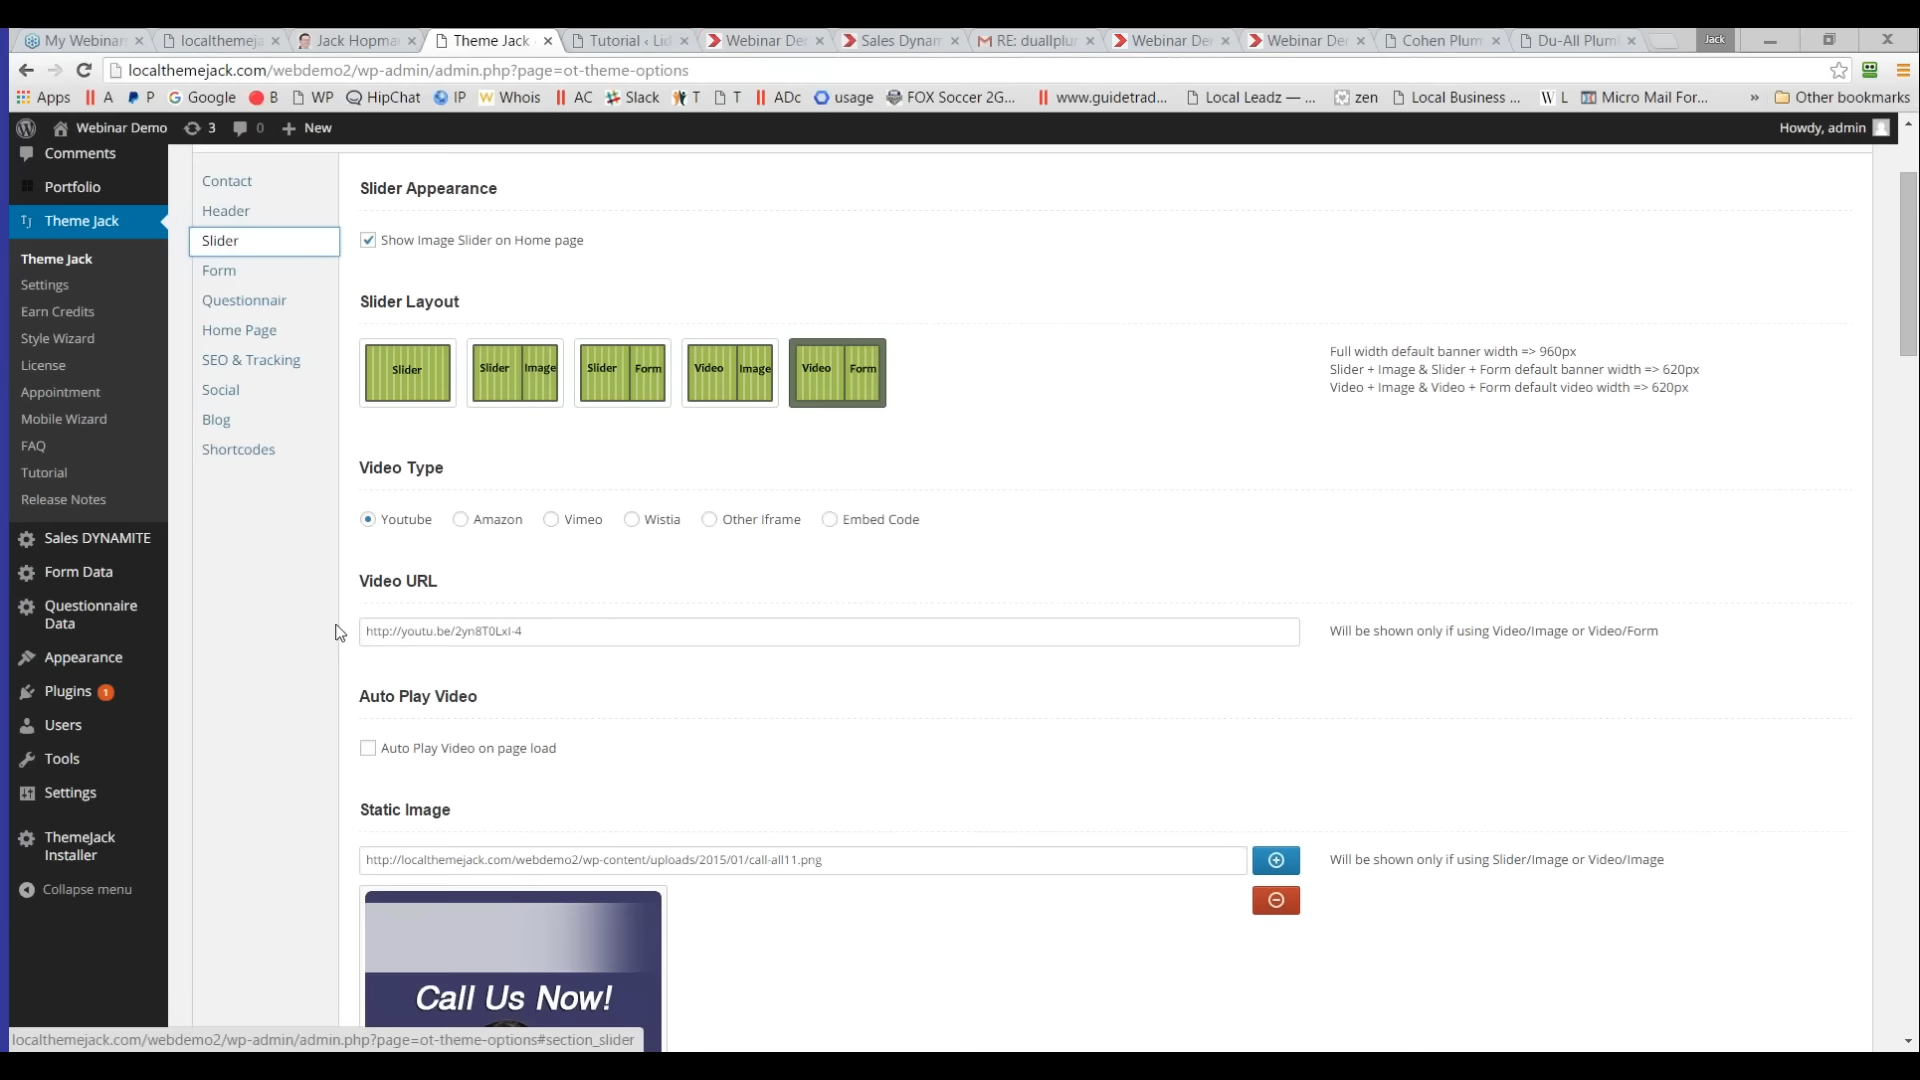 My Webinar
localthemeja
Jack Hopma
Theme Jack
Tutorial ‹ Lid
Webinar De
Sales Dynam
RE: duallplu
Webinar De
Webinar De
Cohen Plum
Du-All Plum
Jack
localthemejack.com/webdemo2/wp-admin/admin.php?page=ot-theme-options
Apps
A
P
Google
B
WP
HipChat
IP
Whois
AC
Slack
T
T
ADc
usage
FOX Soccer 2G...
www.guidetrad...
Local Leadz — ...
zen
Local Business ...
W L
Micro Mail For...
»
Other bookmarks
Webinar Demo
3
0
New
Howdy, admin
Comments
Portfolio
TJ Theme Jack
Theme Jack
Settings
Earn Credits
Style Wizard
License
Appointment
Mobile Wizard
FAQ
Tutorial
Release Notes
Sales DYNAMITE
Form Data
Questionnaire
Data
Appearance
Plugins 1
Users
Tools
Settings
ThemeJack
Installer
Collapse menu
Contact
Header
Slider
Form
Questionnair
Home Page
SEO & Tracking
Social
Blog
Shortcodes
Slider Appearance
Show Image Slider on Home page
Slider Layout
Slider
Slider Image
Slider Form
Video Image
Video Form
Full width default banner width => 960px
Slider + Image & Slider + Form default banner width => 620px
Video + Image & Video + Form default video width => 620px
Video Type
Youtube
Amazon
Vimeo
Wistia
Other Iframe
Embed Code
Video URL
http://youtu.be/2yn8T0LxI-4
Will be shown only if using Video/Image or Video/Form
Auto Play Video
Auto Play Video on page load
Static Image
http://localthemejack.com/webdemo2/wp-content/uploads/2015/01/call-all11.png
Will be shown only if using Slider/Image or Video/Image
Call Us Now!
localthemejack.com/webdemo2/wp-admin/admin.php?page=ot-theme-options#section_slider